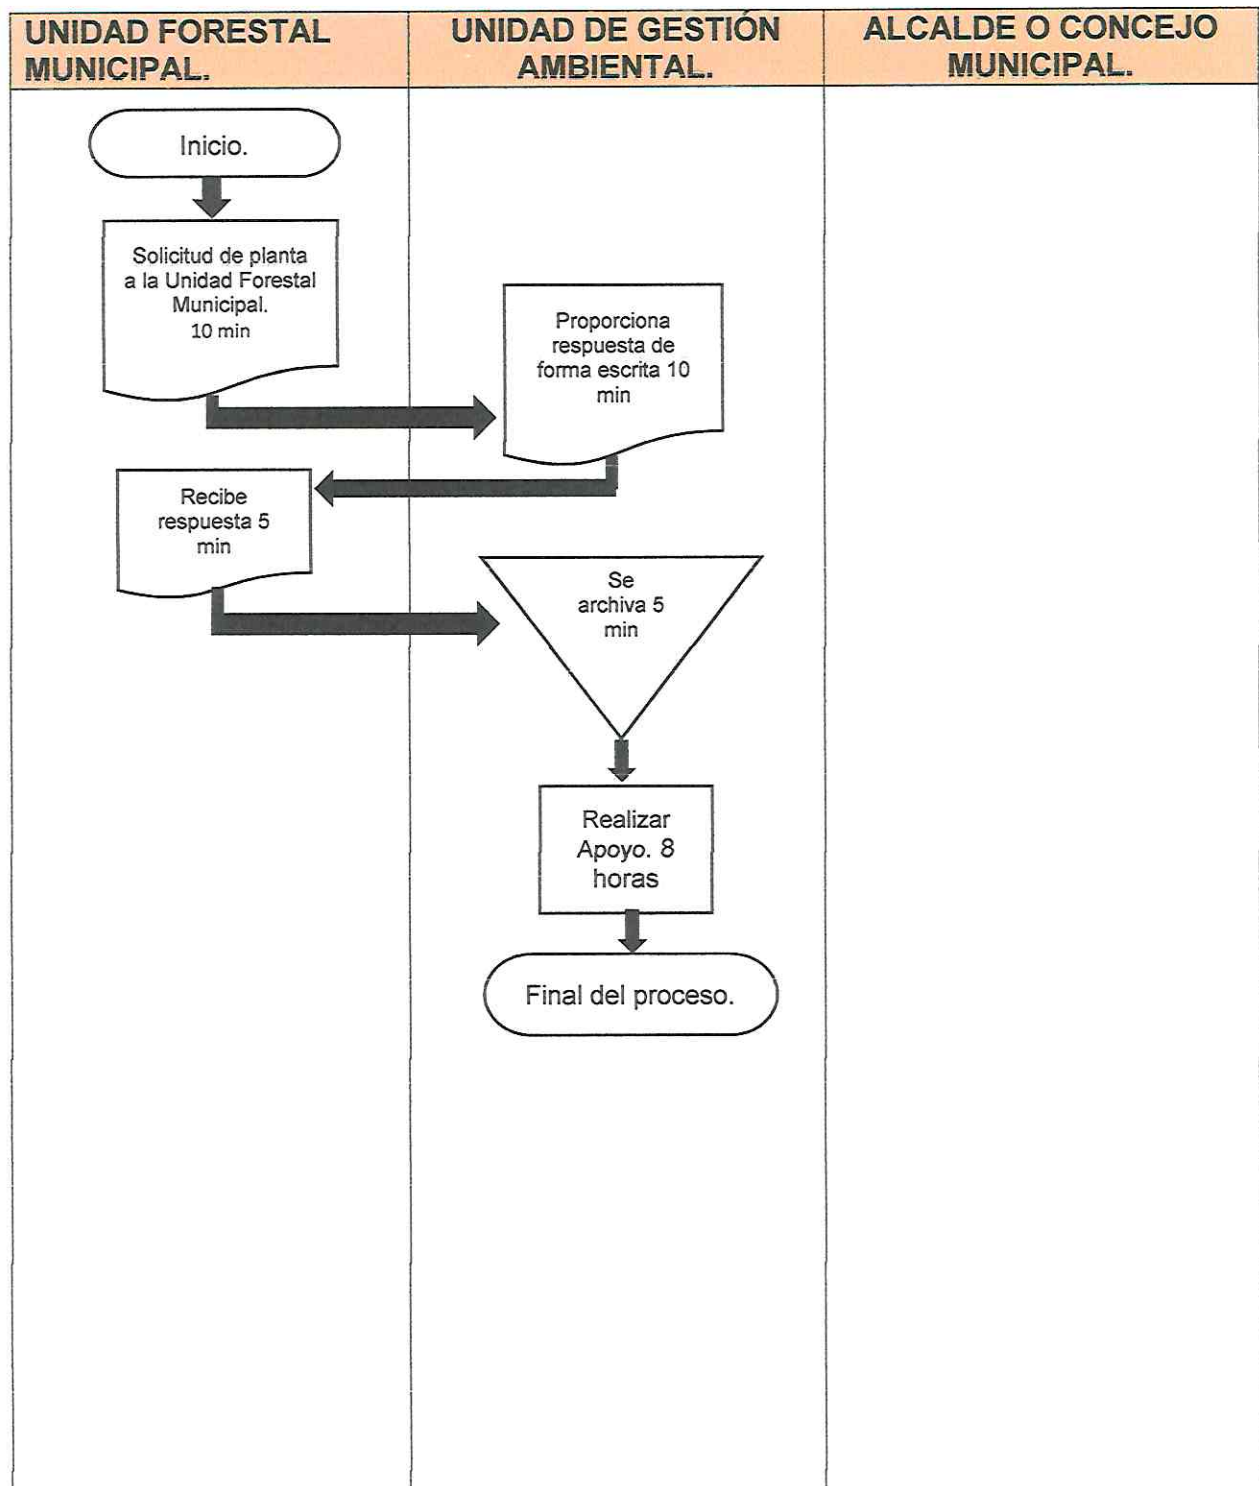 UNIDAD FORESTAL
MUNICIPAL.
UNIDAD DE GESTIÓN
AMBIENTAL.
ALCALDE O CONCEJO
MUNICIPAL.
Inicio.
Solicitud de planta
a la Unidad Forestal
Municipal.
10 min
Proporciona
respuesta de
forma escrita 10
min
Recibe
respuesta 5
min
Se
archiva 5
min
Realizar
Apoyo. 8
horas
Final del proceso.